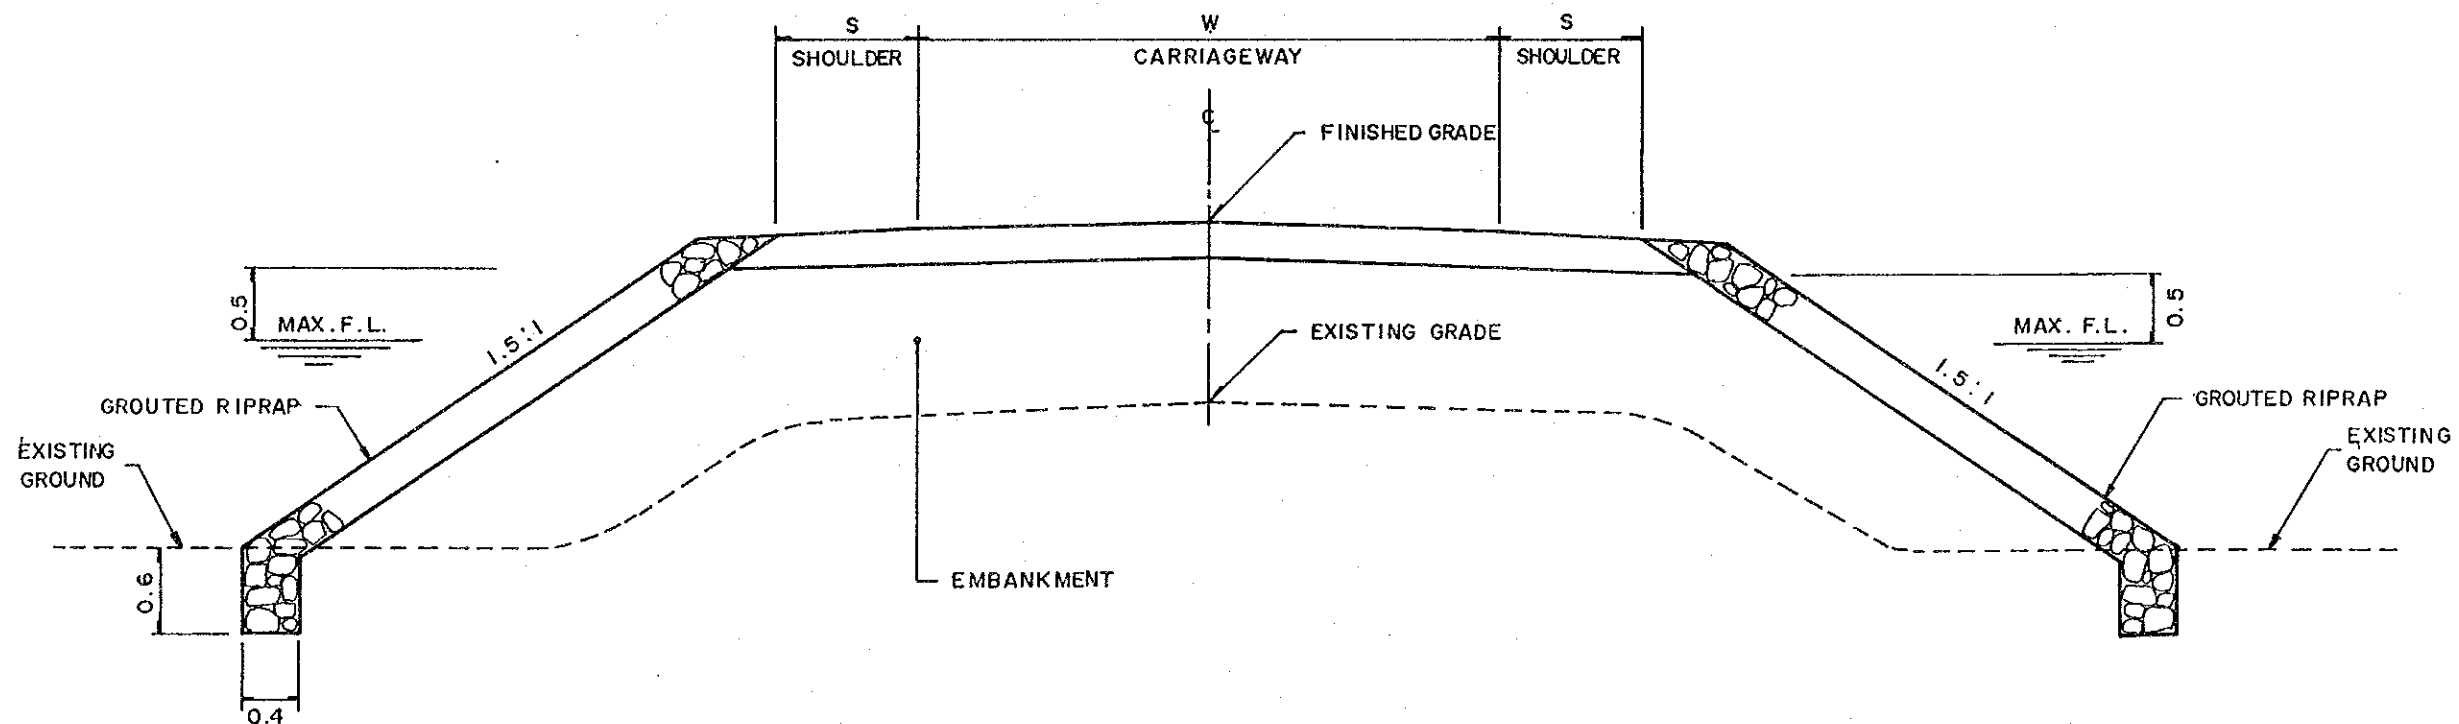 S W S
SHOULDER CARRIAGEWAY SHOULDER
℄
FINISHED GRADE
0.5
MAX. F.L.
1.5:1
EXISTING GRADE
MAX. F.L.
0.5
1.5:1
GROUTED RIPRAP
GROUTED RIPRAP
EXISTING
GROUND
EXISTING
GROUND
0.6
EMBANKMENT
0.4